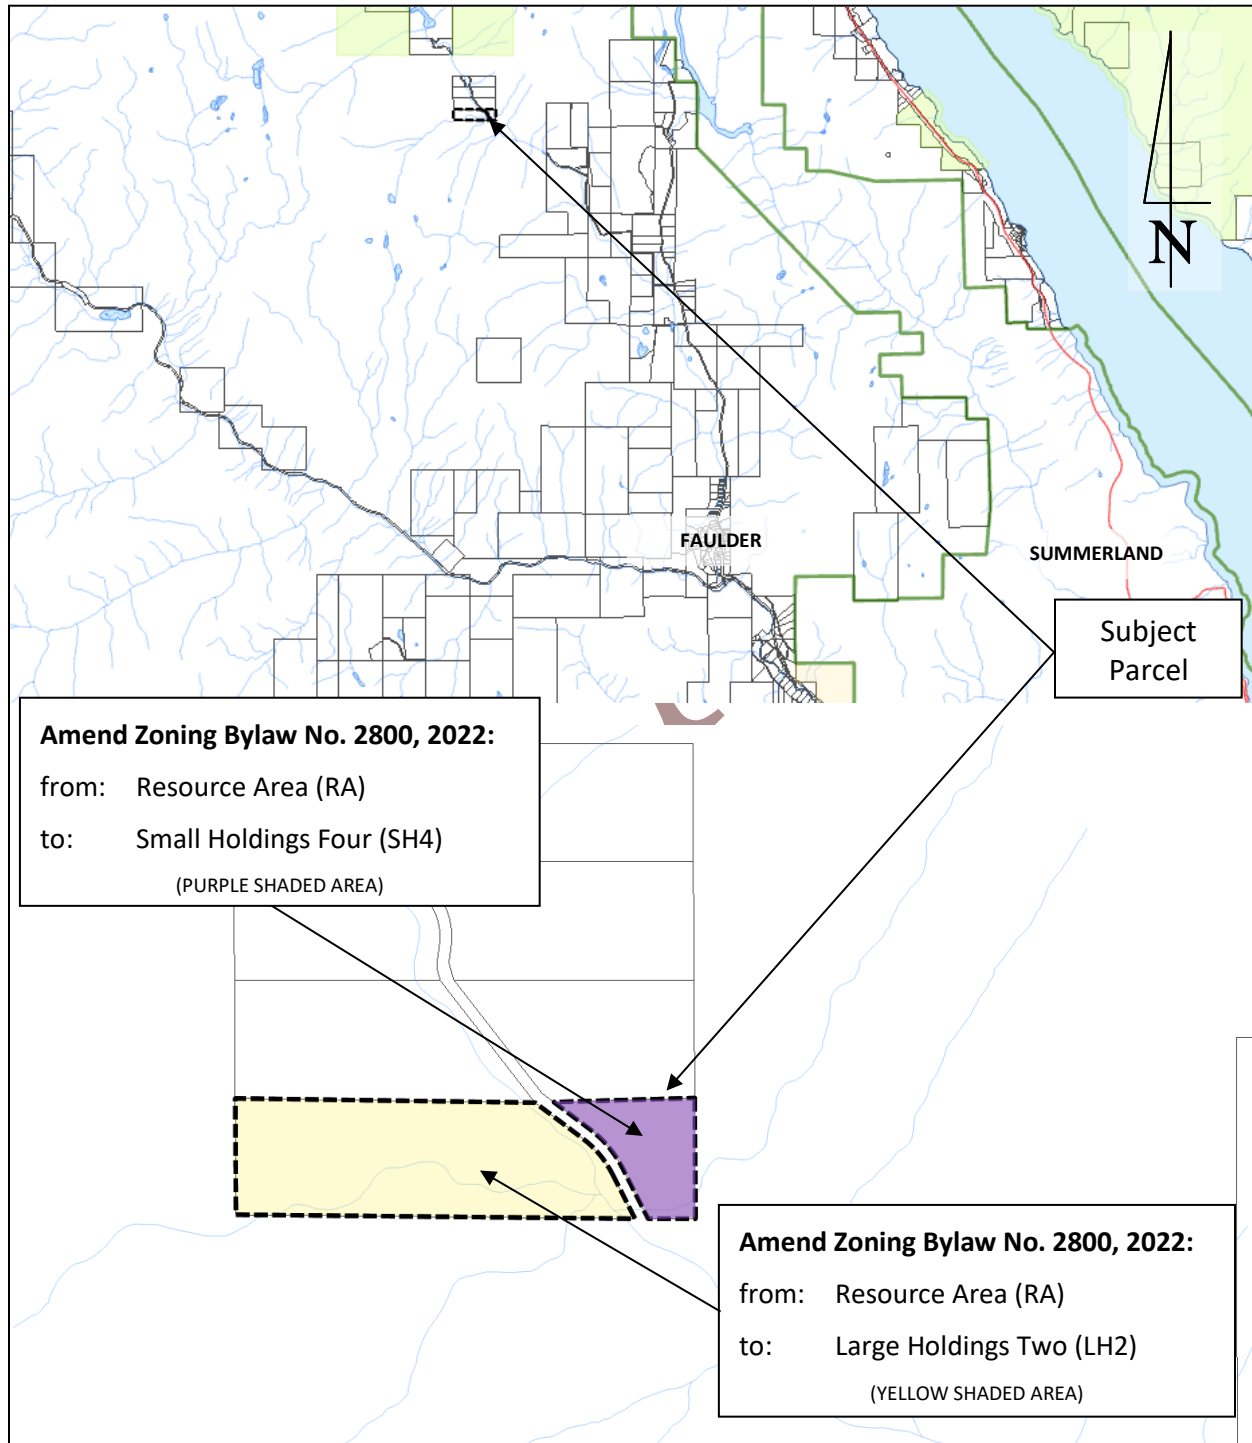 N
FAULDER
SUMMERLAND
Subject
Parcel
Amend Zoning Bylaw No. 2800, 2022:
from: Resource Area (RA)
to: Small Holdings Four (SH4)
(PURPLE SHADED AREA)
Amend Zoning Bylaw No. 2800, 2022:
from: Resource Area (RA)
to: Large Holdings Two (LH2)
(YELLOW SHADED AREA)